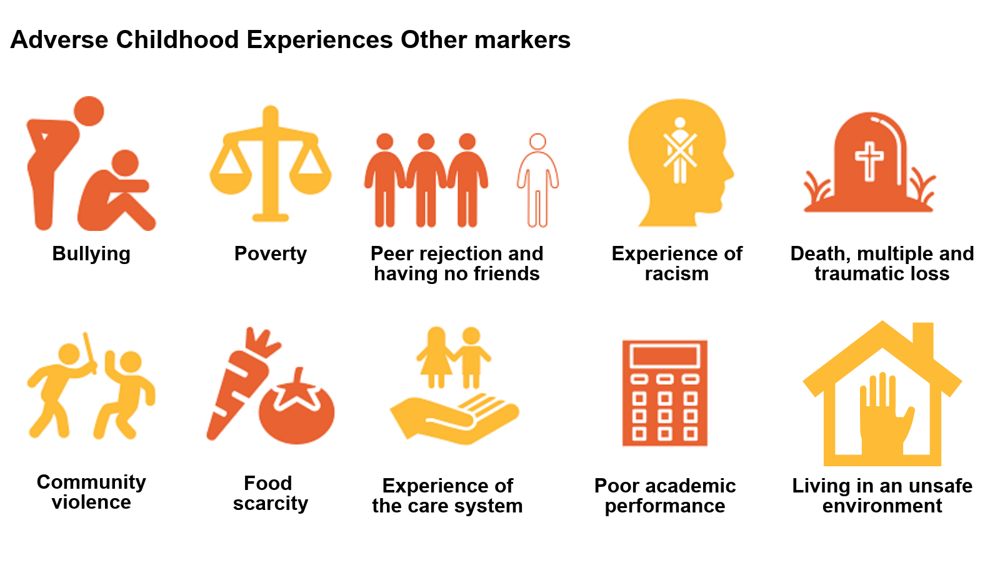 Adverse Childhood Experiences Other markers
Bullying
Poverty
Peer rejection and
having no friends
Experience of
racism
Death, multiple and
traumatic loss
Community
violence
Food
scarcity
Experience of
the care system
Poor academic
performance
Living in an unsafe
environment